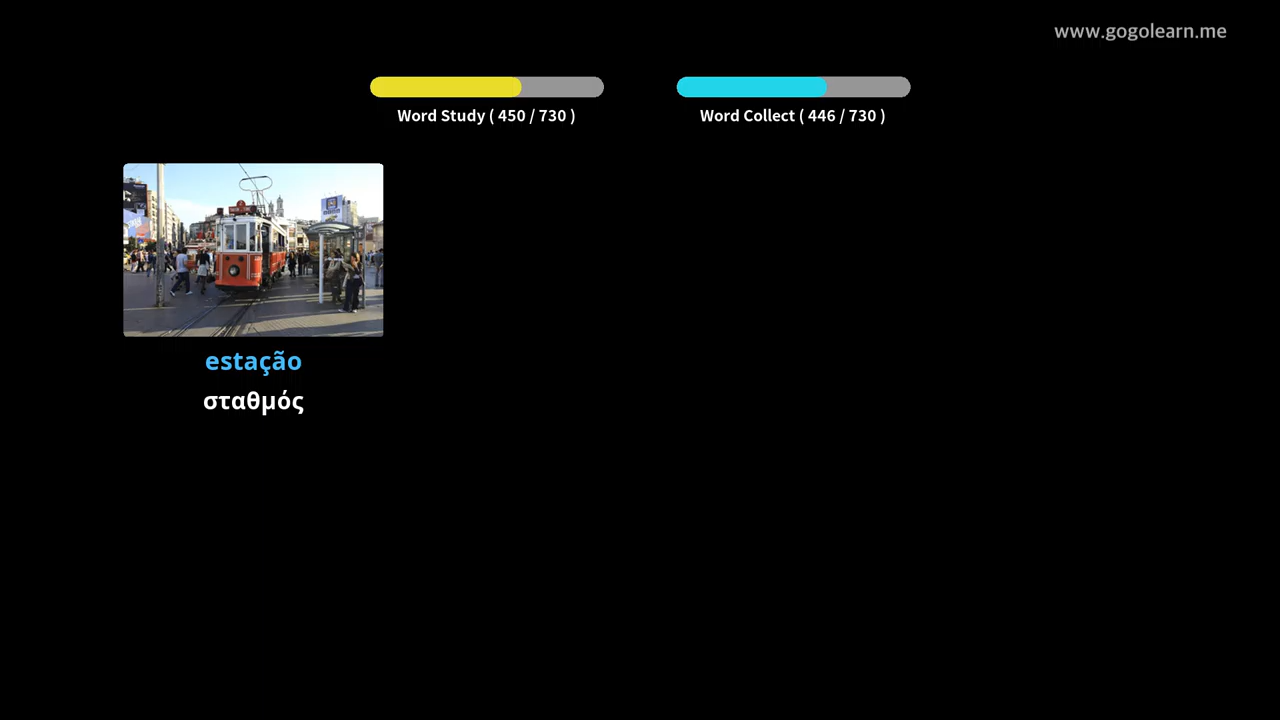 www.gogolearn.me
Word Study ( 450 / 730 )
Word Collect ( 446 / 730 )
estação
σταθμός